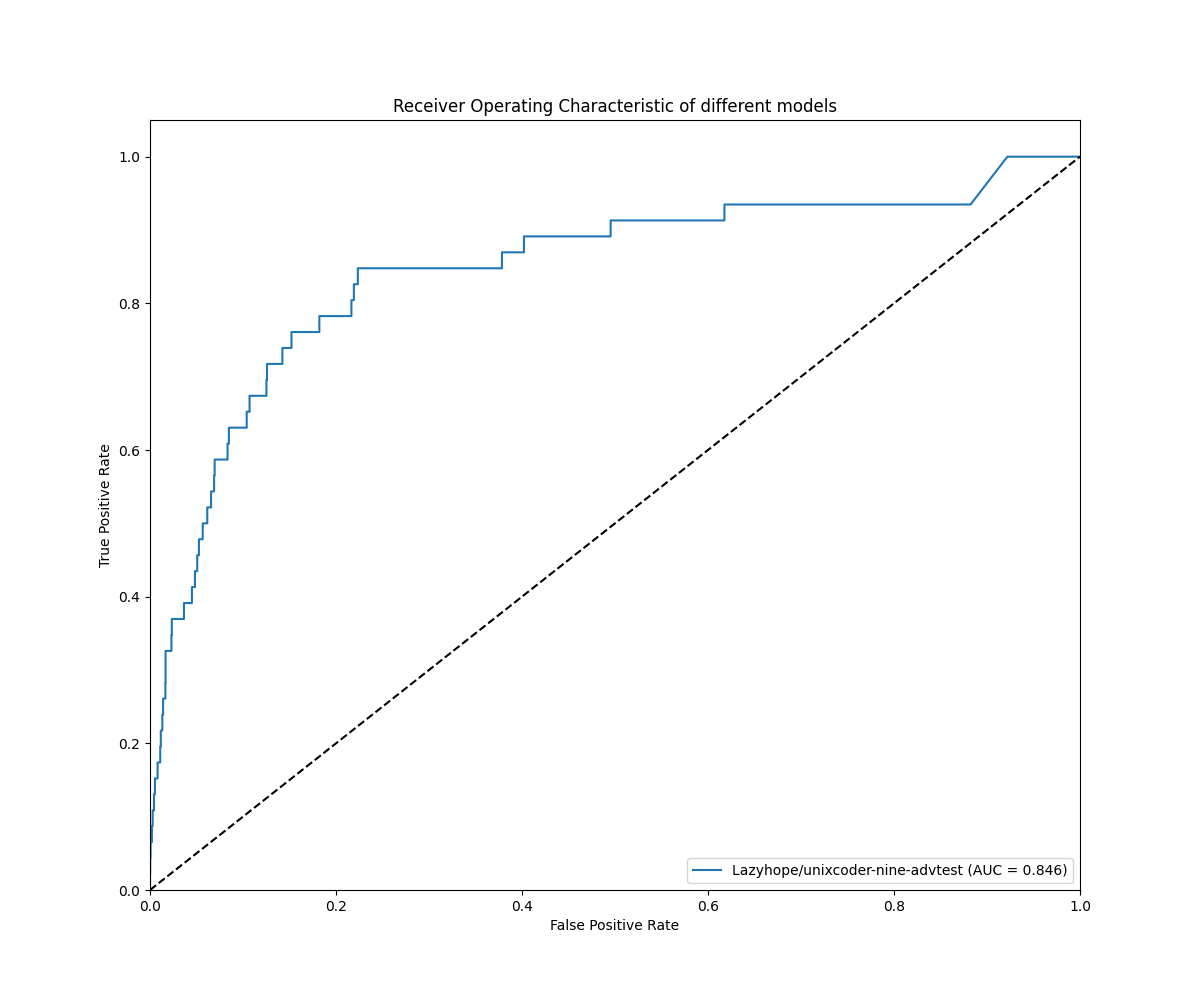 Receiver Operating Characteristic of different models
1.0
0.8
0.6
0.4
0.2
0.0
True Positive Rate
Lazyhope/unixcoder-nine-advtest (AUC = 0.846)
0.0 0.2 0.4 0.6 0.8 1.0
False Positive Rate